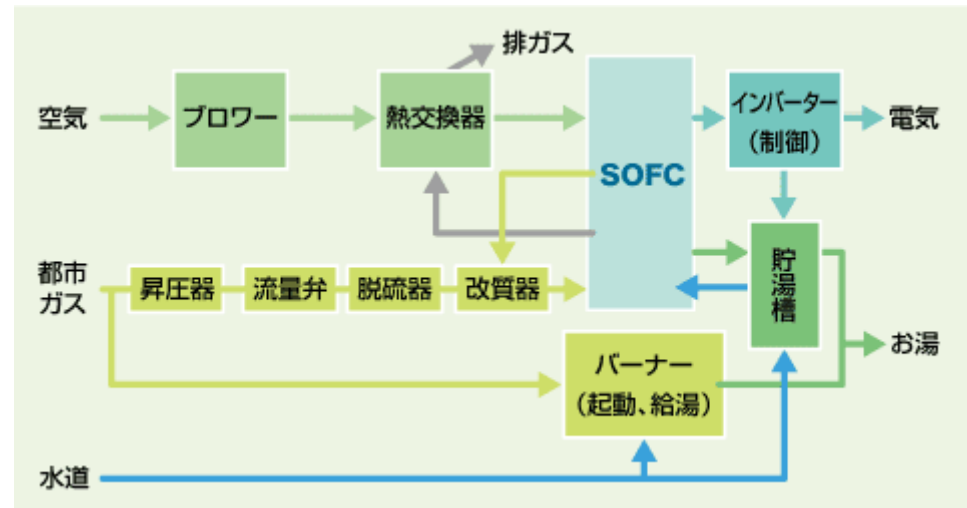 排ガス
空気
ブロワー
熱交換器
インバーター
(制御)
電気
SOFC
都市
ガス
昇圧器
流量弁
脱硫器
改質器
貯湯槽
お湯
バーナー
(起動、給湯)
水道